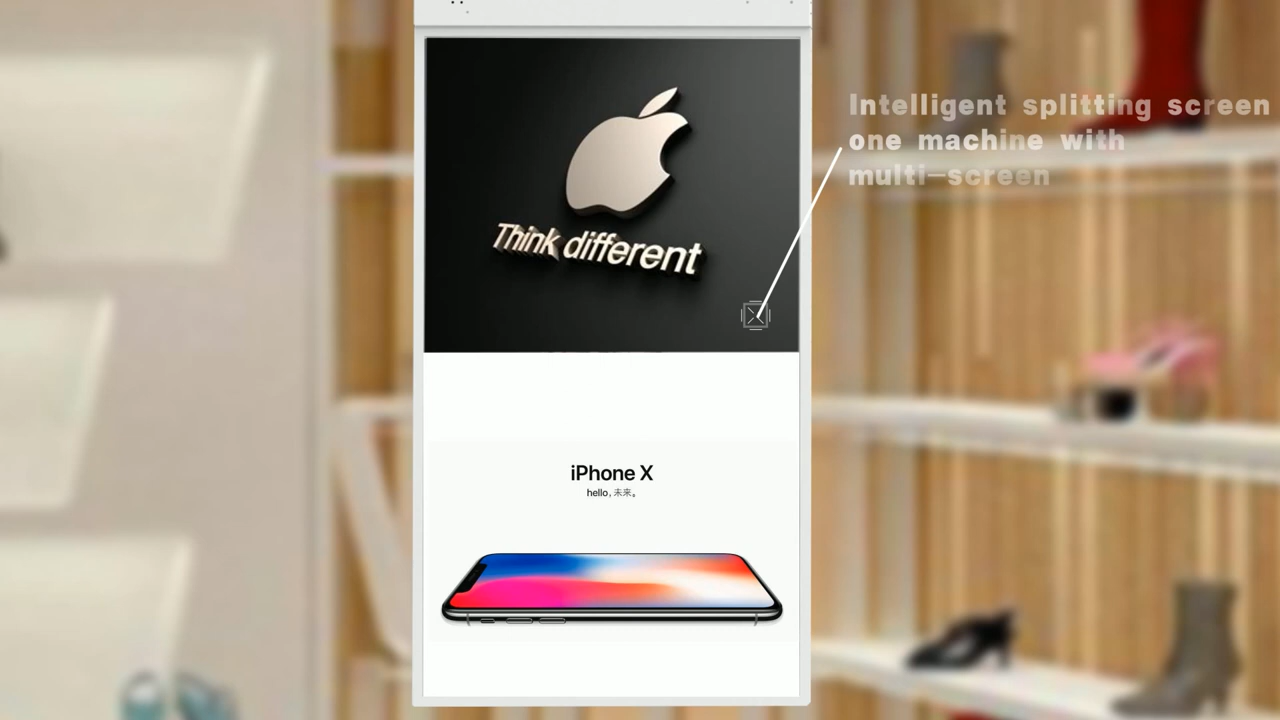 Intelligent splitting screen
one machine with
multi-screen
Think different
iPhone X
hello, 未来。